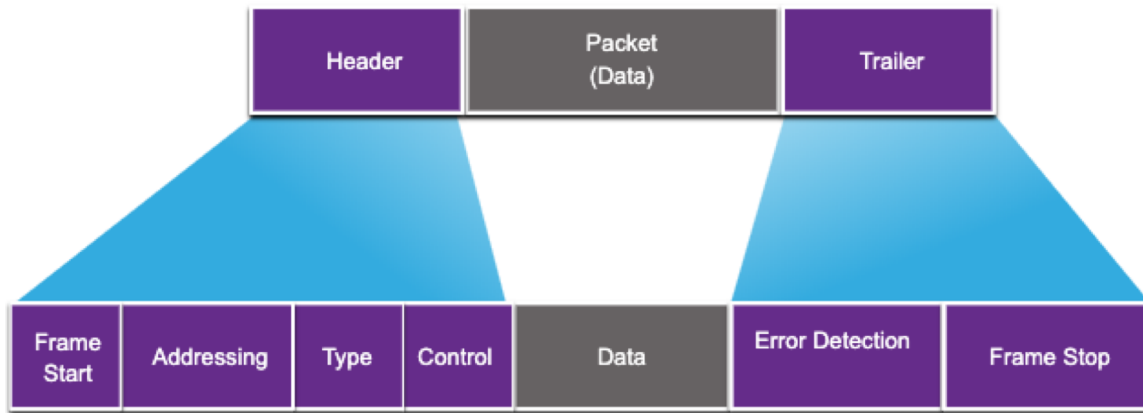 Header
Packet
(Data)
Trailer
Frame
Start
Addressing
Type
Control
Data
Error Detection
Frame Stop